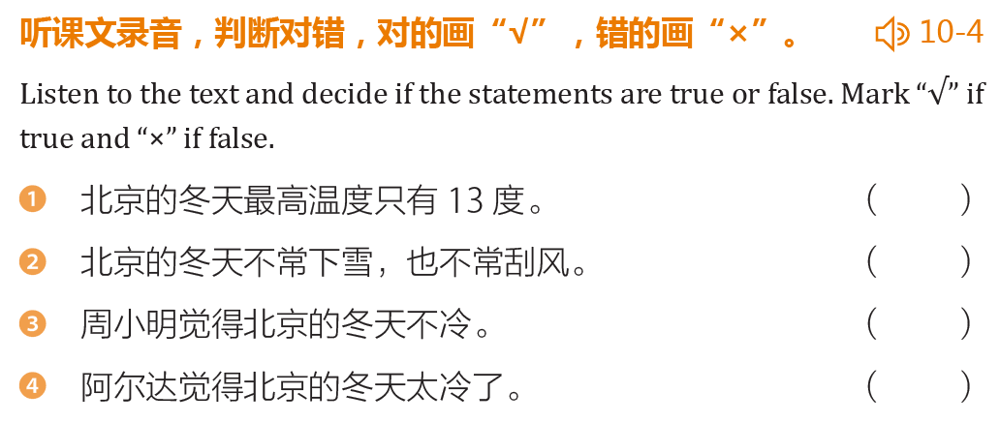 听课文录音，判断对错，对的画“√”，错的画“×”。 10-4
Listen to the text and decide if the statements are true or false. Mark “√” if
true and “×” if false.
1 北京的冬天最高温度只有 13 度。 ( )
2 北京的冬天不常下雪，也不常刮风。 ( )
3 周小明觉得北京的冬天不冷。 ( )
4 阿尔达觉得北京的冬天太冷了。 ( )